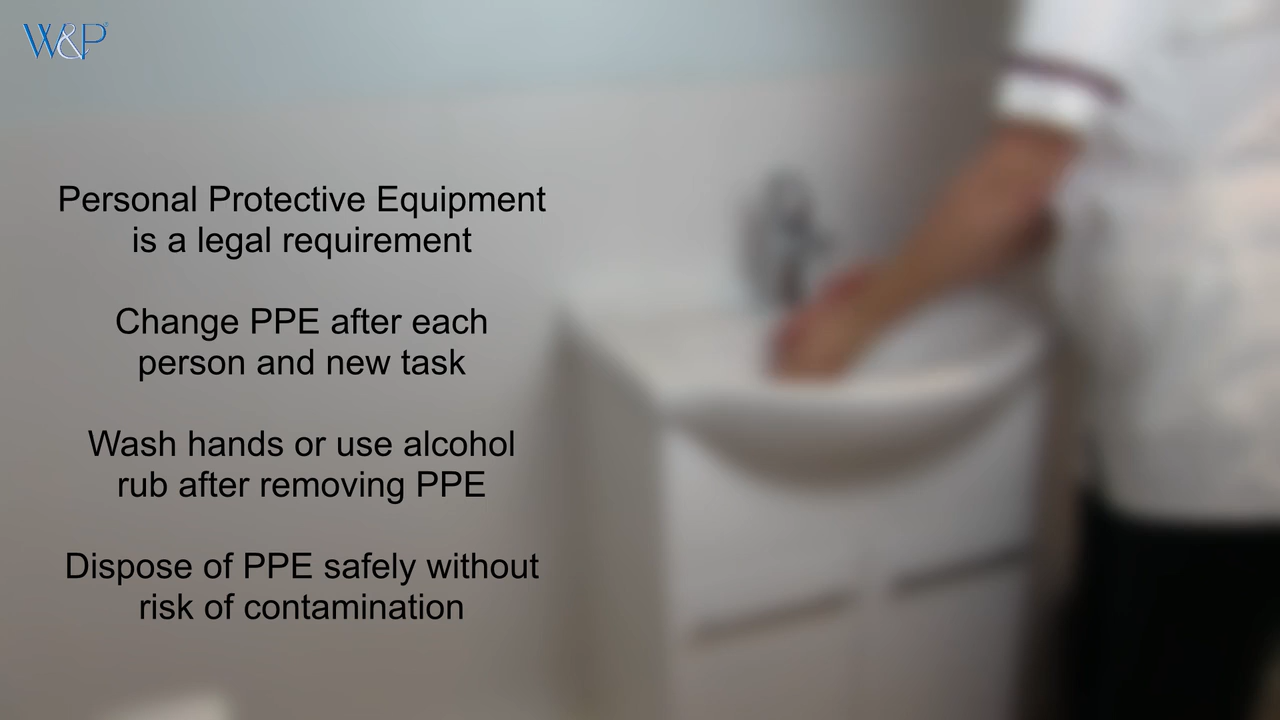 W&P
Personal Protective Equipment
is a legal requirement
Change PPE after each
person and new task
Wash hands or use alcohol
rub after removing PPE
Dispose of PPE safely without
risk of contamination